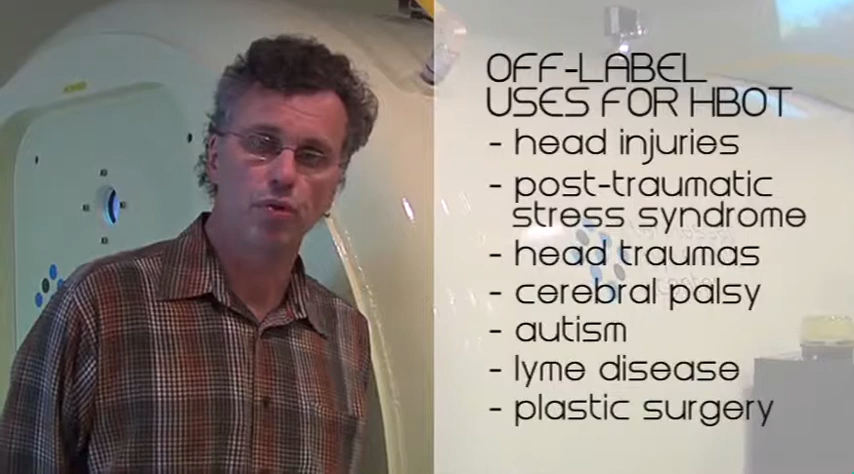 OFF-LABEL
USES FOR HBOT
- head injuries
- post-traumatic
stress syndrome
- head traumas
- cerebral palsy
- autism
- lyme disease
- plastic surgery